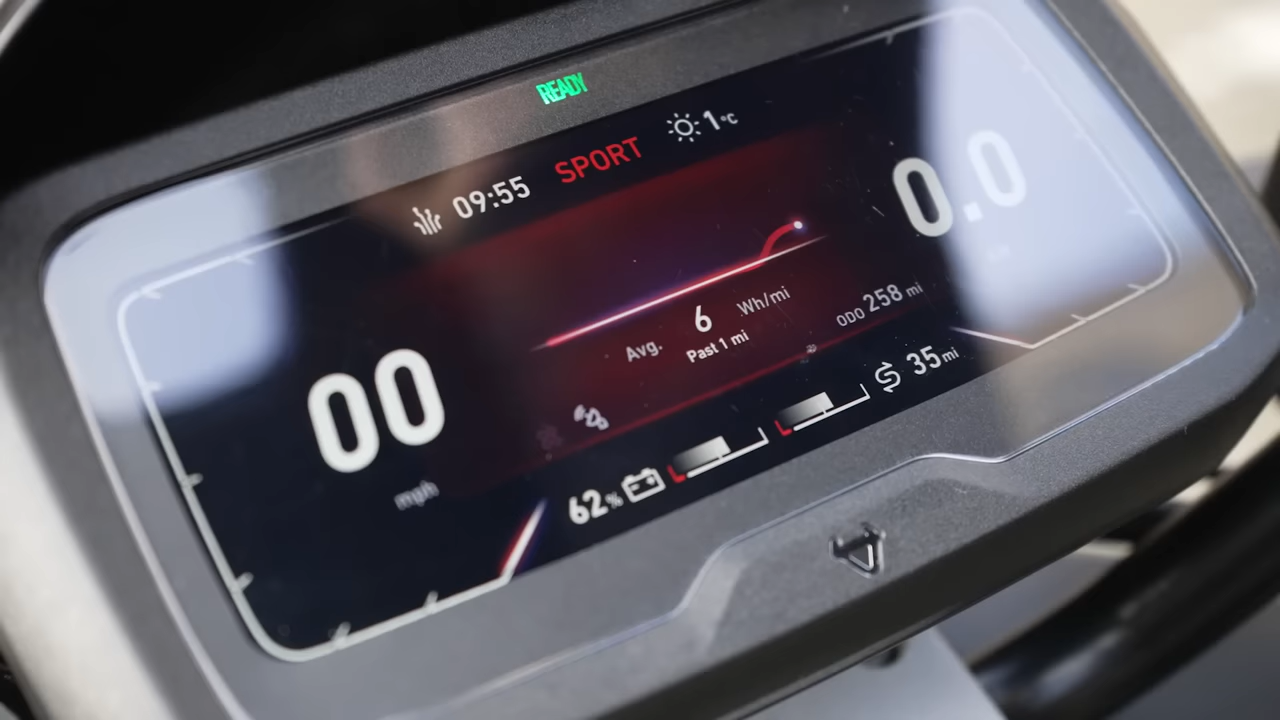 READY
09:55 SPORT 1°C
00
mph
0.0
Avg. 6 Wh/mi
Past 1 mi
ODO 258 mi
62% L L 35 mi